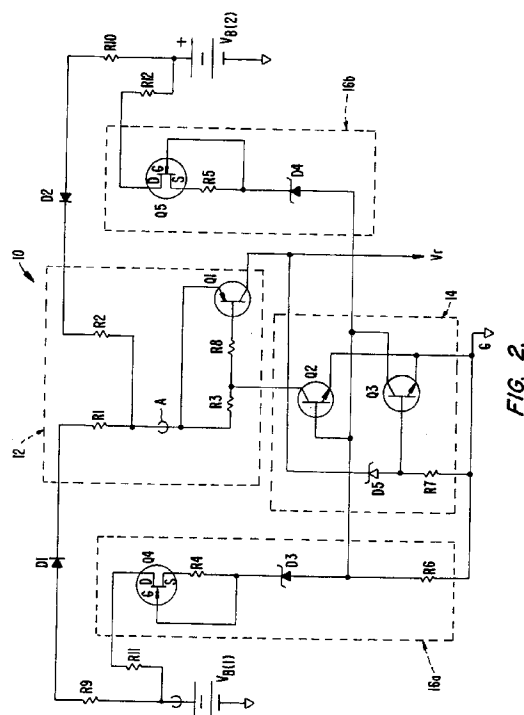 10
D1
D2
R9
R1
R2
R10
12
A
R11
R12
VB(1)
+
VB(2)
Q4
G
D
S
R4
Q5
D
G
S
R5
R3
R8
Q1
D3
D4
Q2
Q3
D5
R6
R7
16a
16b
14
Vr
G
FIG. 2.